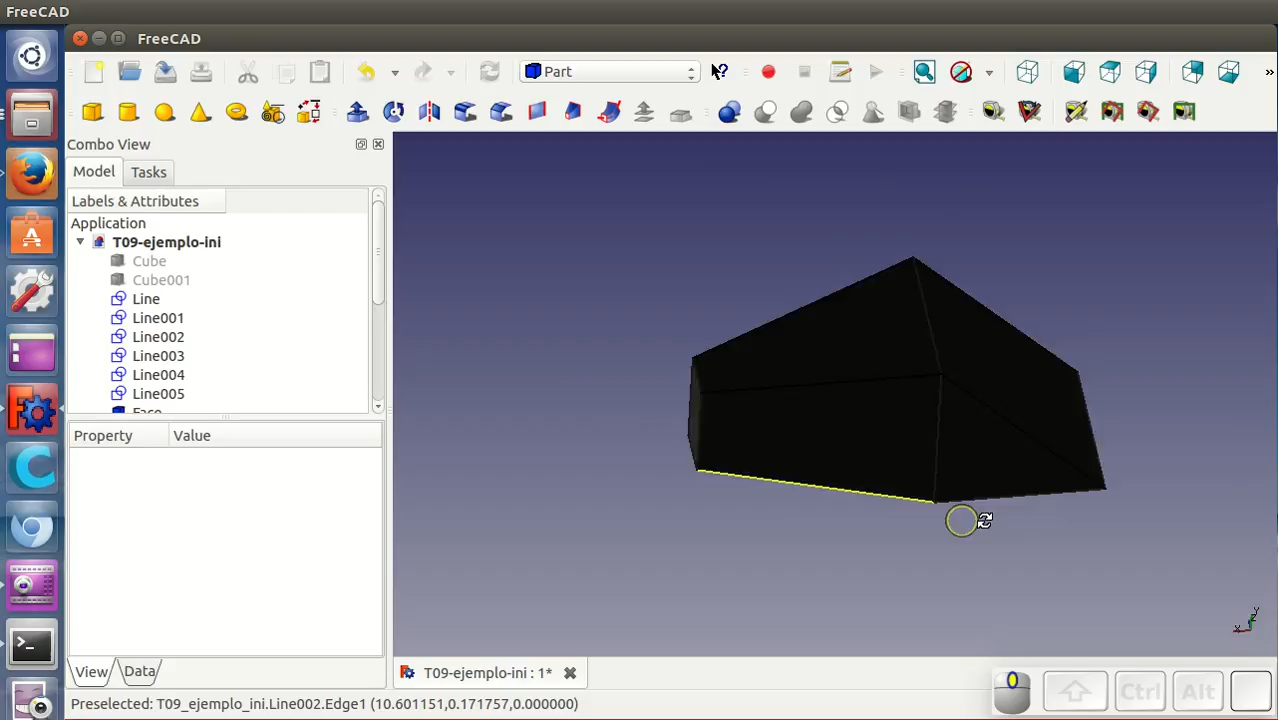 FreeCAD
FreeCAD
Part
»
Combo View
Model
Tasks
Labels & Attributes
Application
T09-ejemplo-ini
Cube
Cube001
Line
Line001
Line002
Line003
Line004
Line005
Face
Property
Value
View
Data
T09-ejemplo-ini : 1*
Ctrl
Alt
Preselected: T09_ejemplo_ini.Line002.Edge1 (10.601151,0.171757,0.000000)